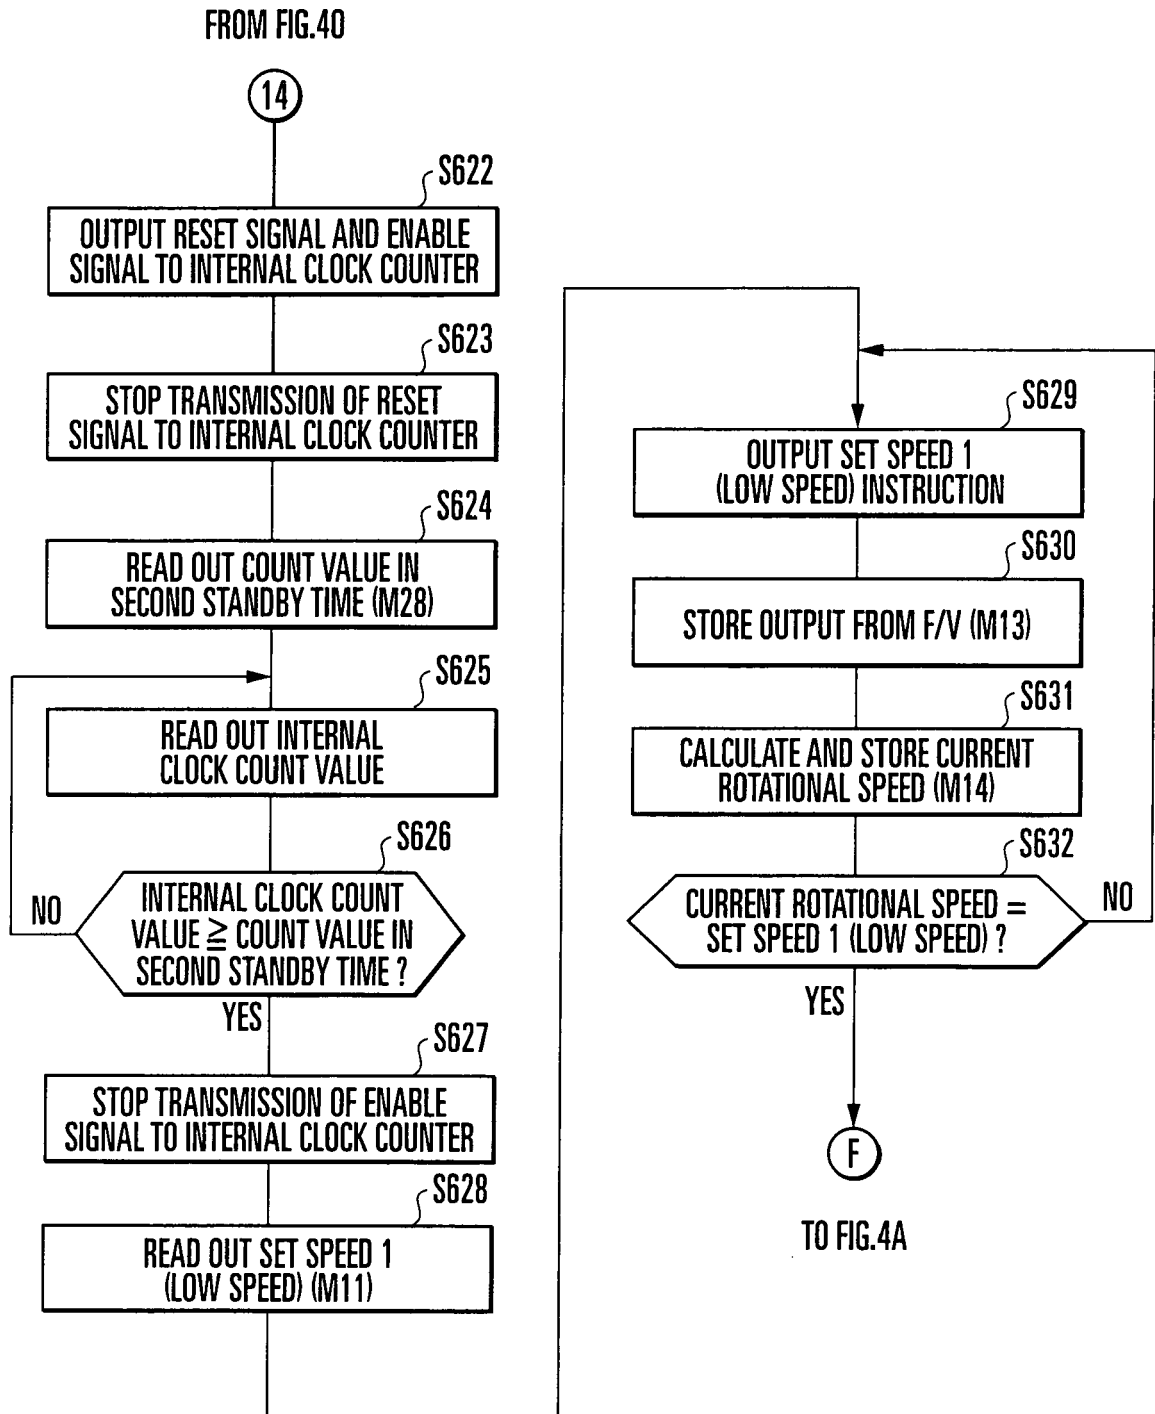 FROM FIG.40
14
S622
OUTPUT RESET SIGNAL AND ENABLE
SIGNAL TO INTERNAL CLOCK COUNTER
S623
STOP TRANSMISSION OF RESET
SIGNAL TO INTERNAL CLOCK COUNTER
S624
READ OUT COUNT VALUE IN
SECOND STANDBY TIME (M28)
S625
READ OUT INTERNAL
CLOCK COUNT VALUE
S626
INTERNAL CLOCK COUNT
VALUE ≧ COUNT VALUE IN
SECOND STANDBY TIME ?
NO
YES
S627
STOP TRANSMISSION OF ENABLE
SIGNAL TO INTERNAL CLOCK COUNTER
S628
READ OUT SET SPEED 1
(LOW SPEED) (M11)
S629
OUTPUT SET SPEED 1
(LOW SPEED) INSTRUCTION
S630
STORE OUTPUT FROM F/V (M13)
S631
CALCULATE AND STORE CURRENT
ROTATIONAL SPEED (M14)
S632
CURRENT ROTATIONAL SPEED =
SET SPEED 1 (LOW SPEED) ?
NO
YES
F
TO FIG.4A